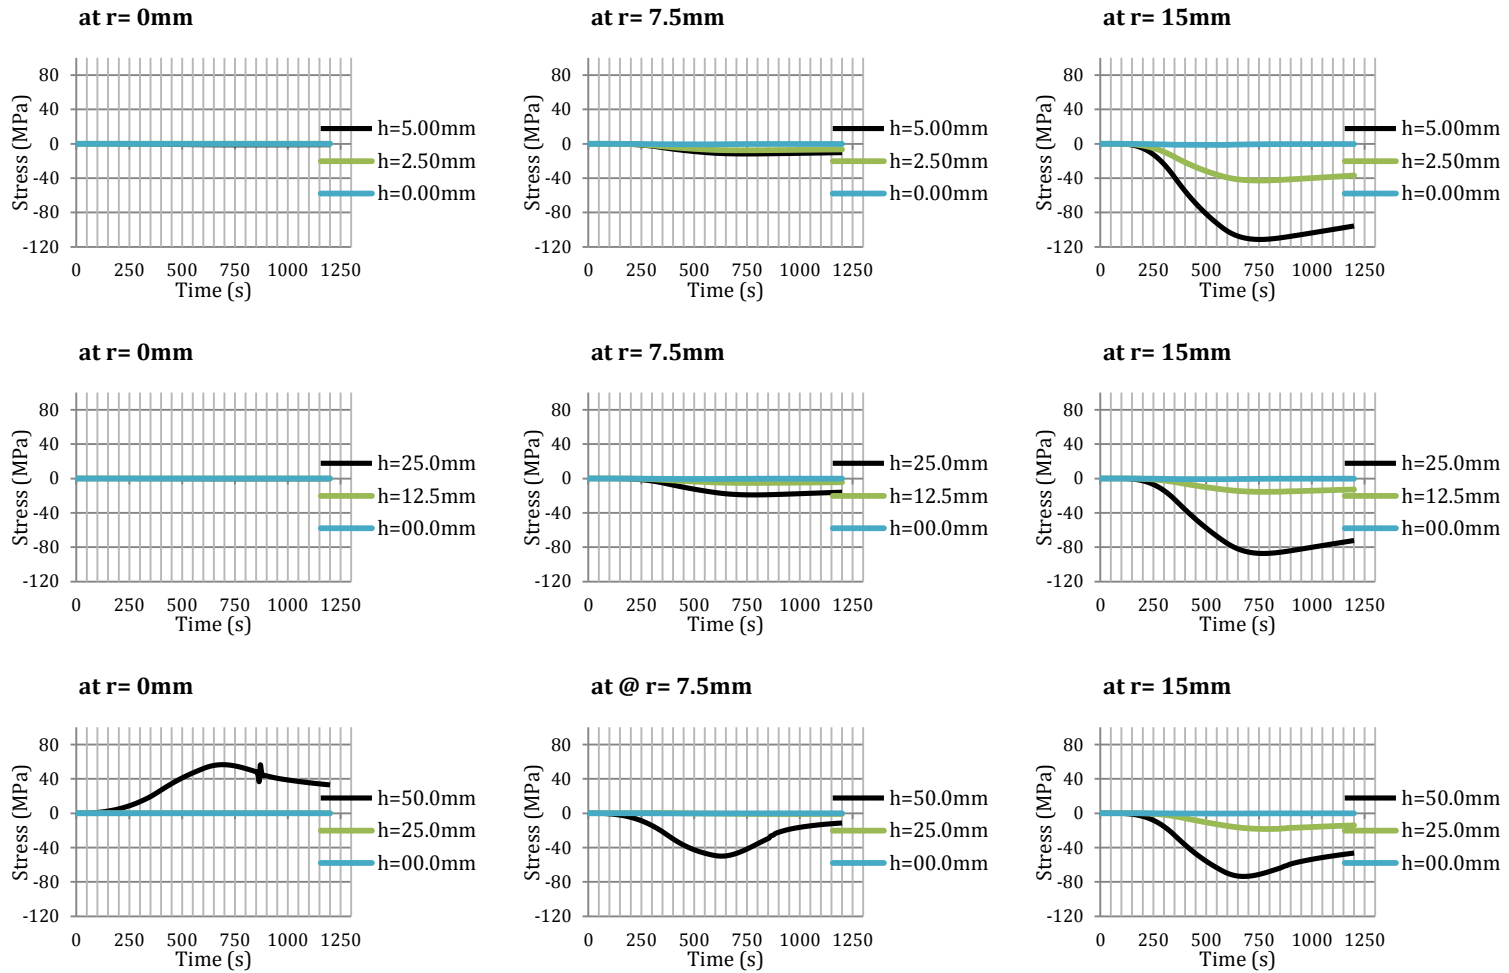 at r= 0mm
at r= 7.5mm
at r= 15mm
Stress (MPa)
80
40
0
-40
-80
-120
0 250 500 750 1000 1250
Time (s)
h=5.00mm
h=2.50mm
h=0.00mm
Stress (MPa)
80
40
0
-40
-80
-120
0 250 500 750 1000 1250
Time (s)
h=5.00mm
h=2.50mm
h=0.00mm
Stress (MPa)
80
40
0
-40
-80
-120
0 250 500 750 1000 1250
Time (s)
h=5.00mm
h=2.50mm
h=0.00mm
at r= 0mm
at r= 7.5mm
at r= 15mm
Stress (MPa)
80
40
0
-40
-80
-120
0 250 500 750 1000 1250
Time (s)
h=25.0mm
h=12.5mm
h=00.0mm
Stress (MPa)
80
40
0
-40
-80
-120
0 250 500 750 1000 1250
Time (s)
h=25.0mm
h=12.5mm
h=00.0mm
Stress (MPa)
80
40
0
-40
-80
-120
0 250 500 750 1000 1250
Time (s)
h=25.0mm
h=12.5mm
h=00.0mm
at r= 0mm
at @ r= 7.5mm
at r= 15mm
Stress (MPa)
80
40
0
-40
-80
-120
0 250 500 750 1000 1250
Time (s)
h=50.0mm
h=25.0mm
h=00.0mm
Stress (MPa)
80
40
0
-40
-80
-120
0 250 500 750 1000 1250
Time (s)
h=50.0mm
h=25.0mm
h=00.0mm
Stress (MPa)
80
40
0
-40
-80
-120
0 250 500 750 1000 1250
Time (s)
h=50.0mm
h=25.0mm
h=00.0mm